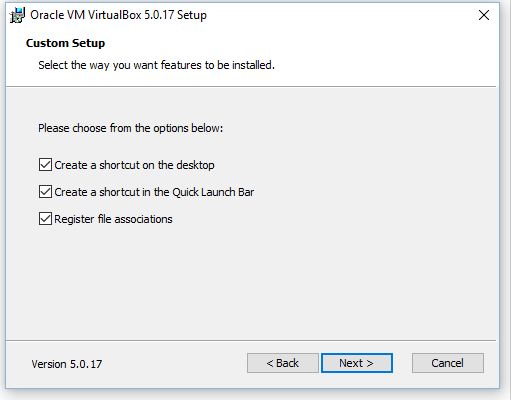 Oracle VM VirtualBox 5.0.17 Setup
Custom Setup
Select the way you want features to be installed.
Please choose from the options below:
Create a shortcut on the desktop
Create a shortcut in the Quick Launch Bar
Register file associations
Version 5.0.17
< Back
Next >
Cancel